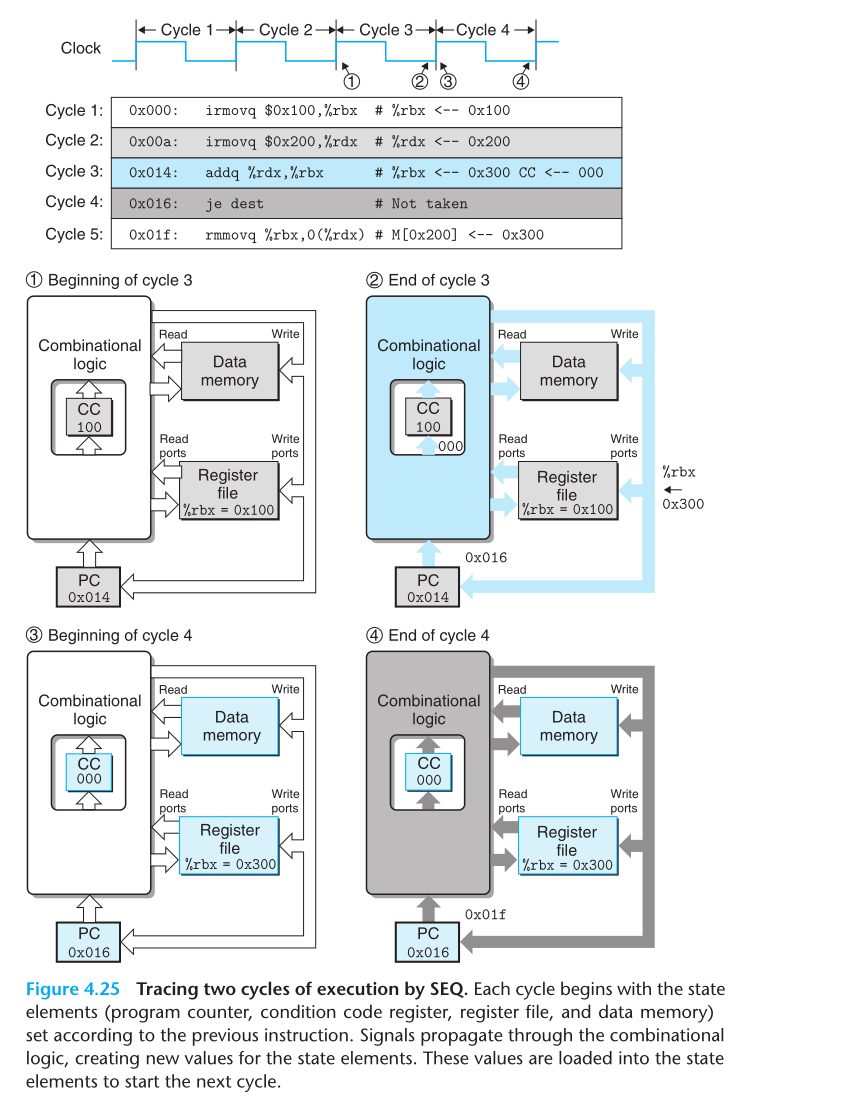 Cycle 1 Cycle 2 Cycle 3 Cycle 4
Clock
① ② ③ ④
Cycle 1: 0x000: irmovq $0x100,%rbx # %rbx <-- 0x100
Cycle 2: 0x00a: irmovq $0x200,%rdx # %rdx <-- 0x200
Cycle 3: 0x014: addq %rdx,%rbx # %rbx <-- 0x300 CC <-- 000
Cycle 4: 0x016: je dest # Not taken
Cycle 5: 0x01f: rmmovq %rbx,0(%rdx) # M[0x200] <-- 0x300
① Beginning of cycle 3
Combinational
logic
CC
100
Read
Write
Data
memory
Read
ports
Write
ports
Register
file
%rbx = 0x100
PC
0x014
② End of cycle 3
Combinational
logic
CC
100
000
Read
Write
Data
memory
Read
ports
Write
ports
Register
file
%rbx = 0x100
%rbx
0x300
0x016
PC
0x014
③ Beginning of cycle 4
Combinational
logic
CC
000
Read
Write
Data
memory
Read
ports
Write
ports
Register
file
%rbx = 0x300
PC
0x016
④ End of cycle 4
Combinational
logic
CC
000
Read
Write
Data
memory
Read
ports
Write
ports
Register
file
%rbx = 0x300
0x01f
PC
0x016
Figure 4.25 Tracing two cycles of execution by SEQ. Each cycle begins with the state
elements (program counter, condition code register, register file, and data memory)
set according to the previous instruction. Signals propagate through the combinational
logic, creating new values for the state elements. These values are loaded into the state
elements to start the next cycle.